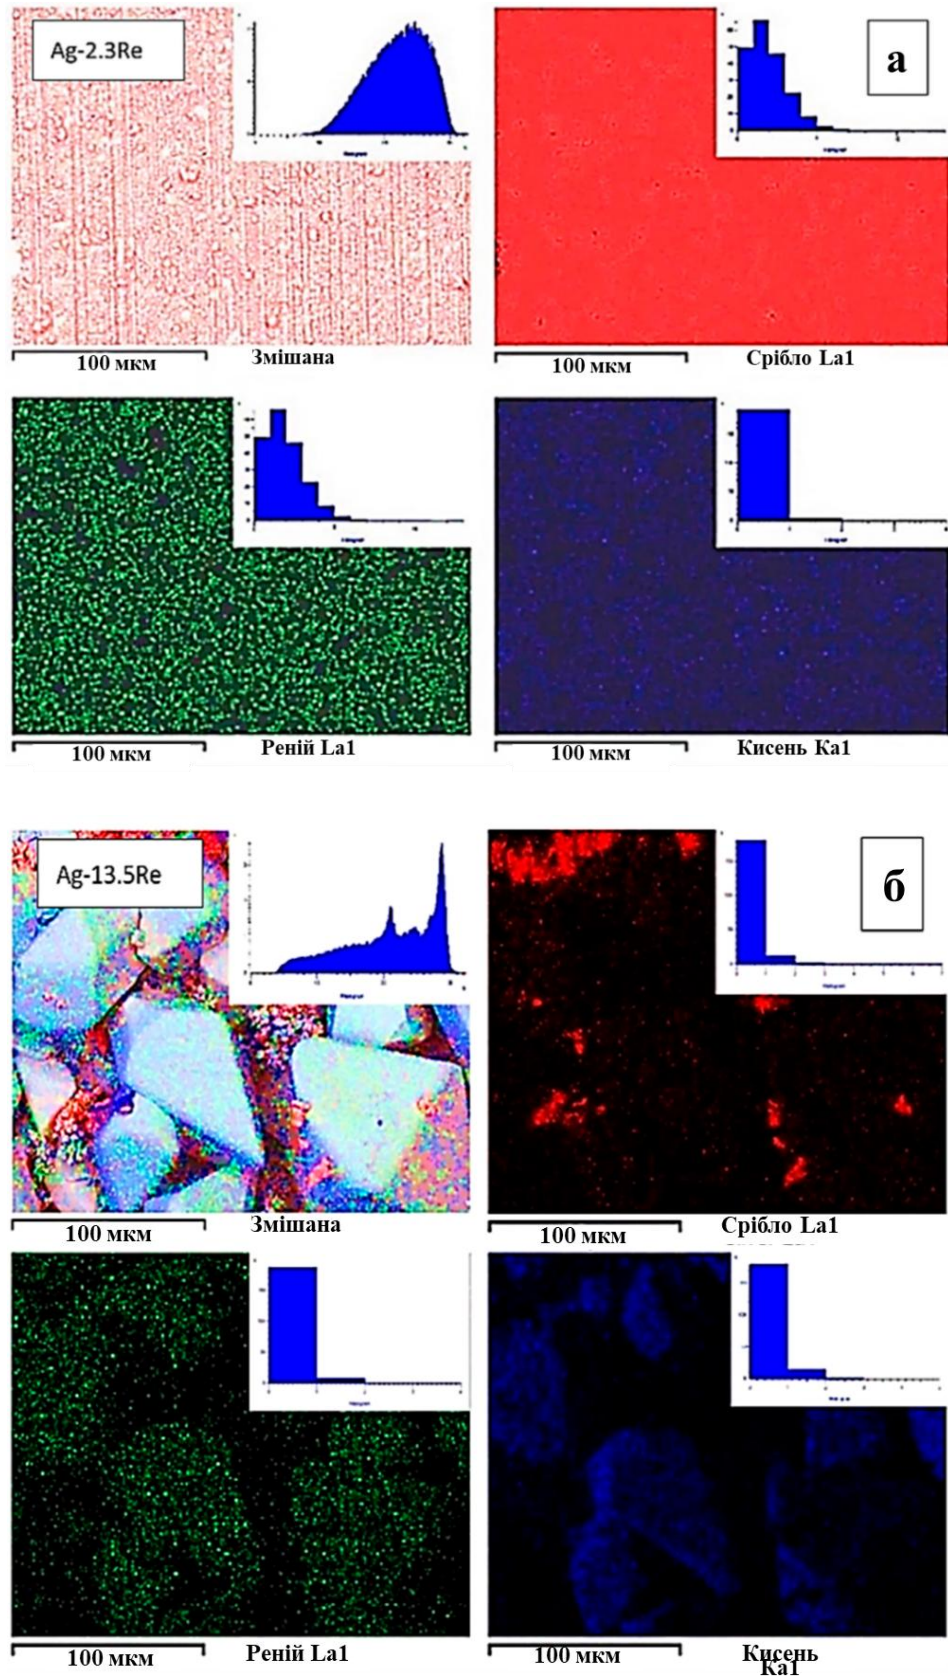 Ag-2.3Re
а
100 мкм
Змішана
100 мкм
Срібло La1
100 мкм
Реній La1
100 мкм
Кисень Ka1
Ag-13.5Re
б
100 мкм
Змішана
100 мкм
Срібло La1
100 мкм
Реній La1
100 мкм
Кисень
Ka1